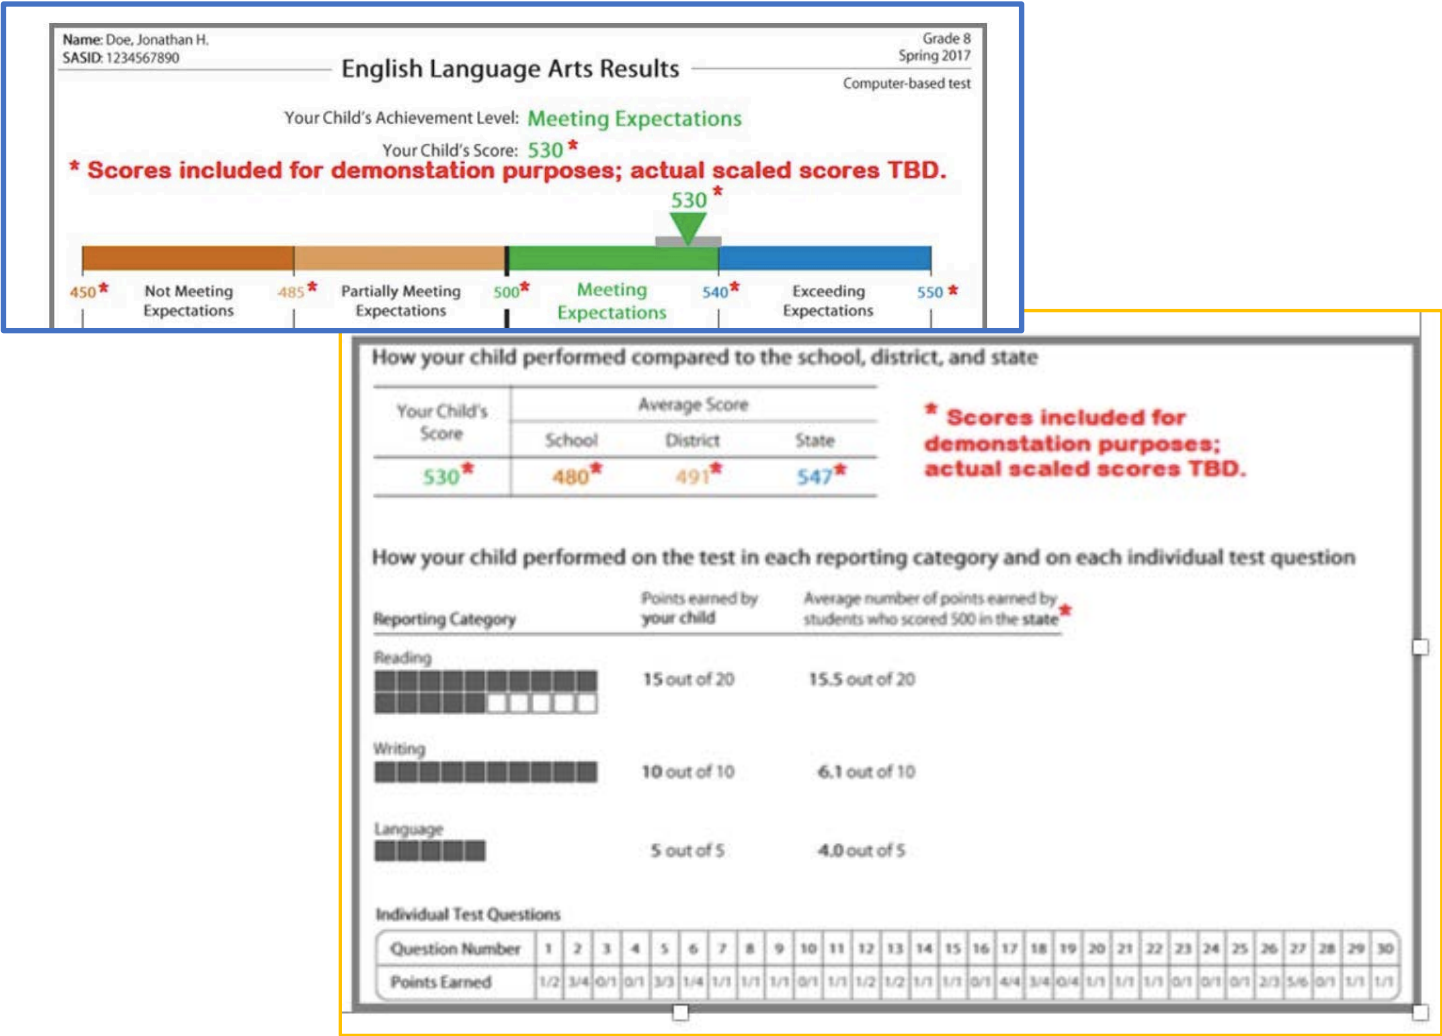 Name: Doe, Jonathan H.
SASID: 1234567890
Grade 8
Spring 2017
English Language Arts Results
Computer-based test
Your Child's Achievement Level: Meeting Expectations
Your Child's Score: 530 *
* Scores included for demonstation purposes; actual scaled scores TBD.
530 *
450 * Not Meeting Expectations 485 * Partially Meeting Expectations 500 * Meeting Expectations 540 * Exceeding Expectations 550 *
How your child performed compared to the school, district, and state
Your Child's Score
Average Score
School District State
530 * 480 * 491 * 547 *
* Scores included for
demonstation purposes;
actual scaled scores TBD.
How your child performed on the test in each reporting category and on each individual test question
Reporting Category
Points earned by
your child
Average number of points earned by
students who scored 500 in the state *
Reading
15 out of 20 15.5 out of 20
Writing
10 out of 10 6.1 out of 10
Language
5 out of 5 4.0 out of 5
Individual Test Questions
Question Number 1 2 3 4 5 6 7 8 9 10 11 12 13 14 15 16 17 18 19 20 21 22 23 24 25 26 27 28 29 30
Points Earned 1/2 3/4 0/1 0/1 3/3 1/4 1/1 1/1 1/1 0/1 1/1 1/2 1/2 1/1 1/1 0/1 4/4 3/4 0/4 1/1 1/1 1/1 0/1 0/1 0/1 2/3 5/6 0/1 1/1 1/1